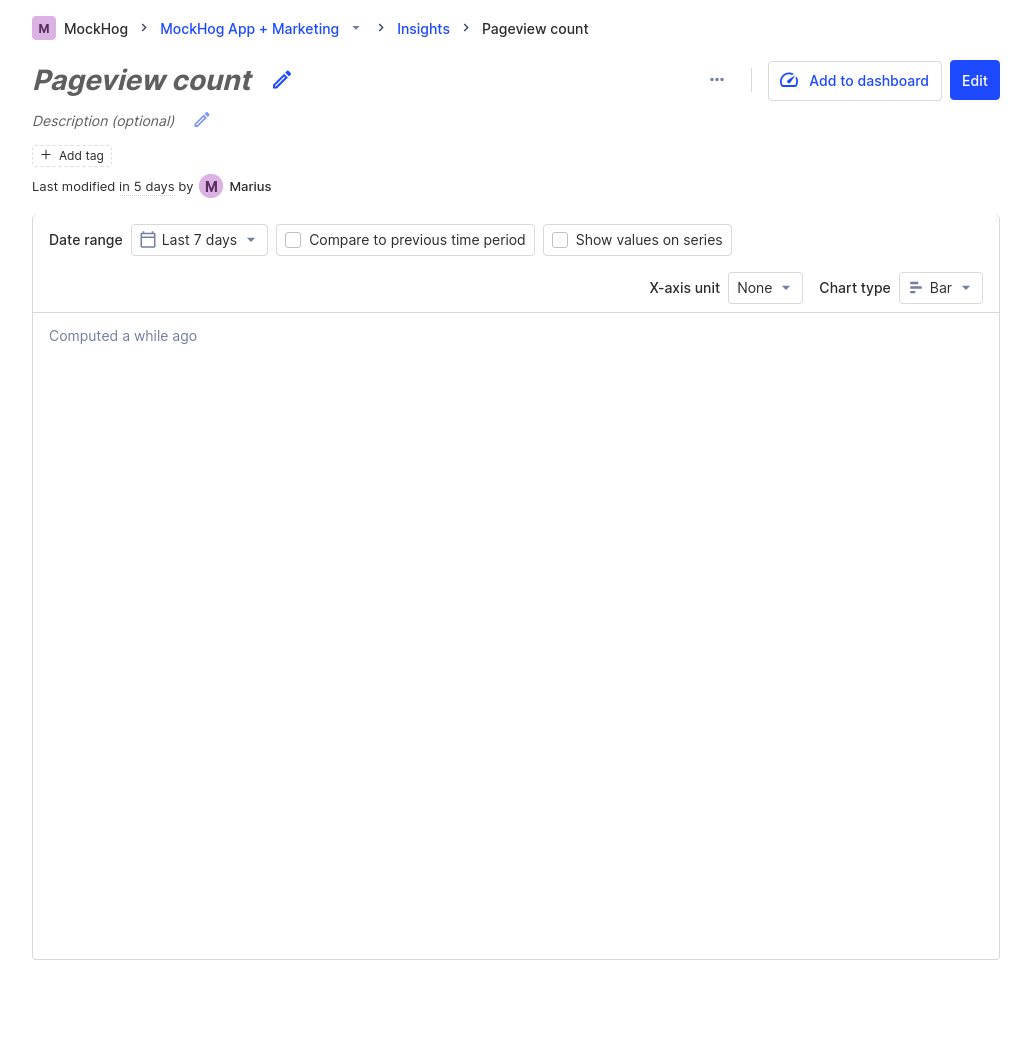 M MockHog MockHog App + Marketing Insights Pageview count
Pageview count
Add to dashboard Edit
Description (optional)
Add tag
Last modified in 5 days by M Marius
Date range Last 7 days Compare to previous time period Show values on series
X-axis unit None Chart type Bar
Computed a while ago